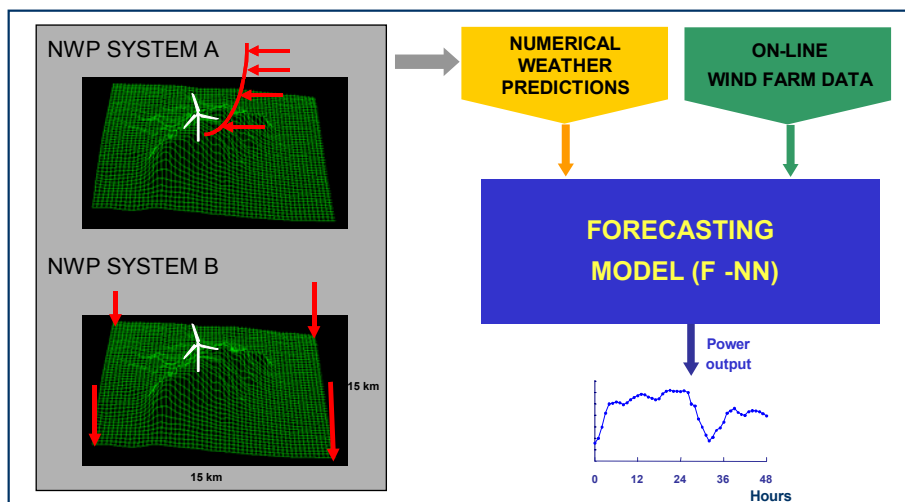 NWP SYSTEM A
NWP SYSTEM B
15 km
15 km
NUMERICAL
WEATHER
PREDICTIONS
ON-LINE
WIND FARM DATA
FORECASTING
MODEL (F -NN)
Power
output
0 12 24 36 48
Hours